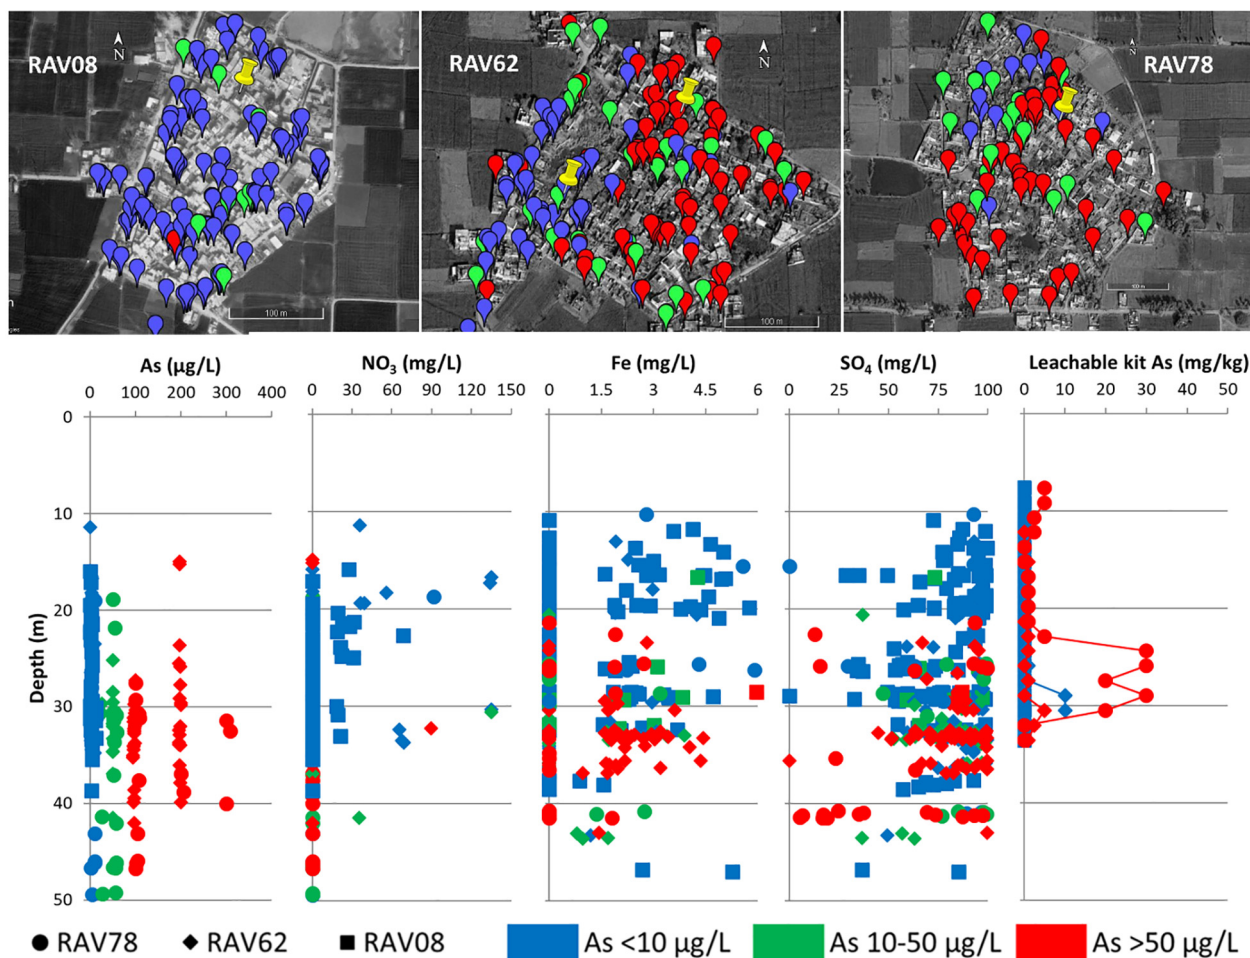 RAV08
N
100 m
RAV62
N
100 m
RAV78
N
100 m
As (µg/L)
0 100 200 300 400
NO3 (mg/L)
0 30 60 90 120 150
Fe (mg/L)
0 1.5 3 4.5 6
SO4 (mg/L)
0 25 50 75 100
Leachable kit As (mg/kg)
0 10 20 30 40 50
Depth (m)
0
10
20
30
40
50
RAV78 RAV62 RAV08
As <10 µg/L As 10-50 µg/L As >50 µg/L